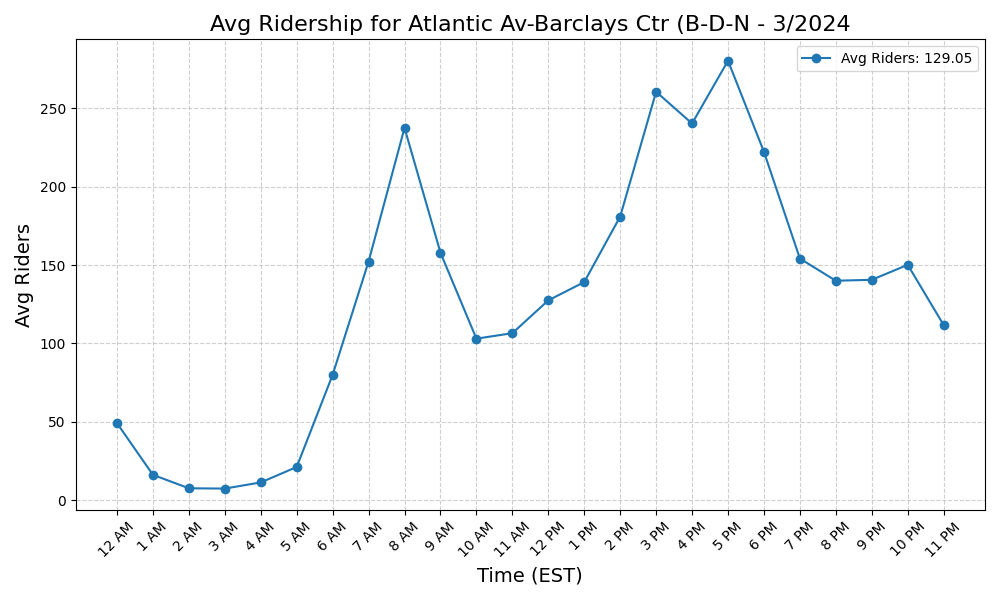 Avg Ridership for Atlantic Av-Barclays Ctr (B-D-N - 3/2024
Avg Riders: 129.05
Avg Riders
250
200
150
100
50
0
12 AM
1 AM
2 AM
3 AM
4 AM
5 AM
6 AM
7 AM
8 AM
9 AM
10 AM
11 AM
12 PM
1 PM
2 PM
3 PM
4 PM
5 PM
6 PM
7 PM
8 PM
9 PM
10 PM
11 PM
Time (EST)